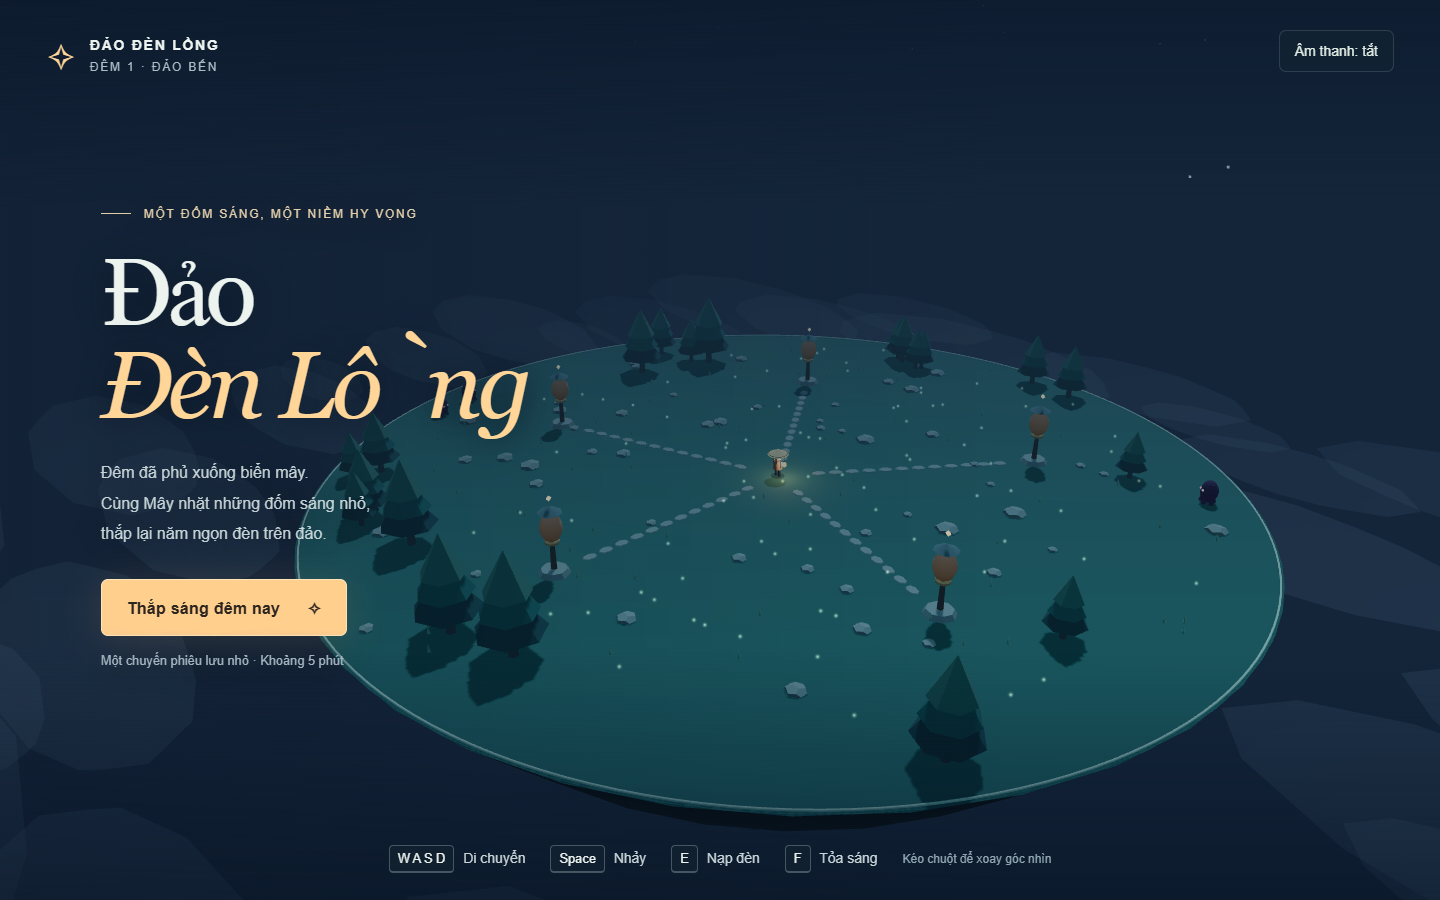 ĐẢO ĐÈN LỒNG
ĐÊM 1 · ĐẢO BẾN
Âm thanh: tắt
MỘT ĐỐM SÁNG, MỘT NIỀM HY VỌNG
Đảo
Đèn Lồng
Đêm đã phủ xuống biển mây.
Cùng Mây nhặt những đốm sáng nhỏ,
thắp lại năm ngọn đèn trên đảo.
Thắp sáng đêm nay
Một chuyến phiêu lưu nhỏ · Khoảng 5 phút
WASD Di chuyển Space Nhảy E Nạp đèn F Tỏa sáng Kéo chuột để xoay góc nhìn